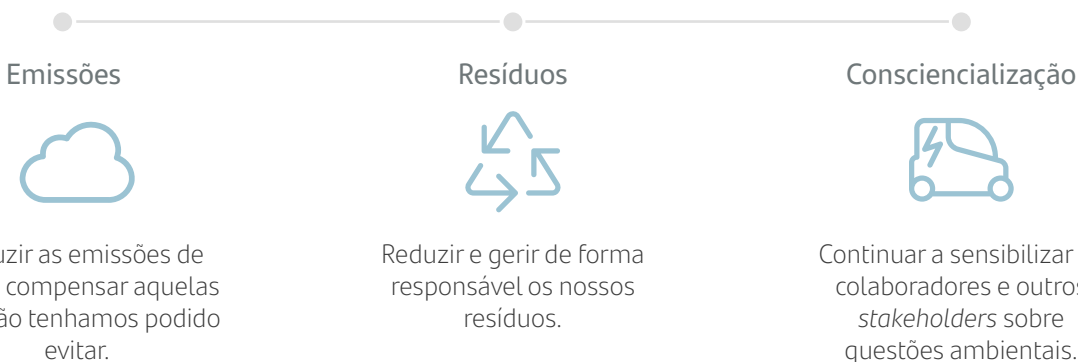 Emissões
uzir as emissões de
compensar aquelas
ão tenhamos podido
evitar.
Resíduos
Reduzir e gerir de forma
responsável os nossos
resíduos.
Consciencialização
Continuar a sensibilizar
colaboradores e outros
stakeholders sobre
questões ambientais.